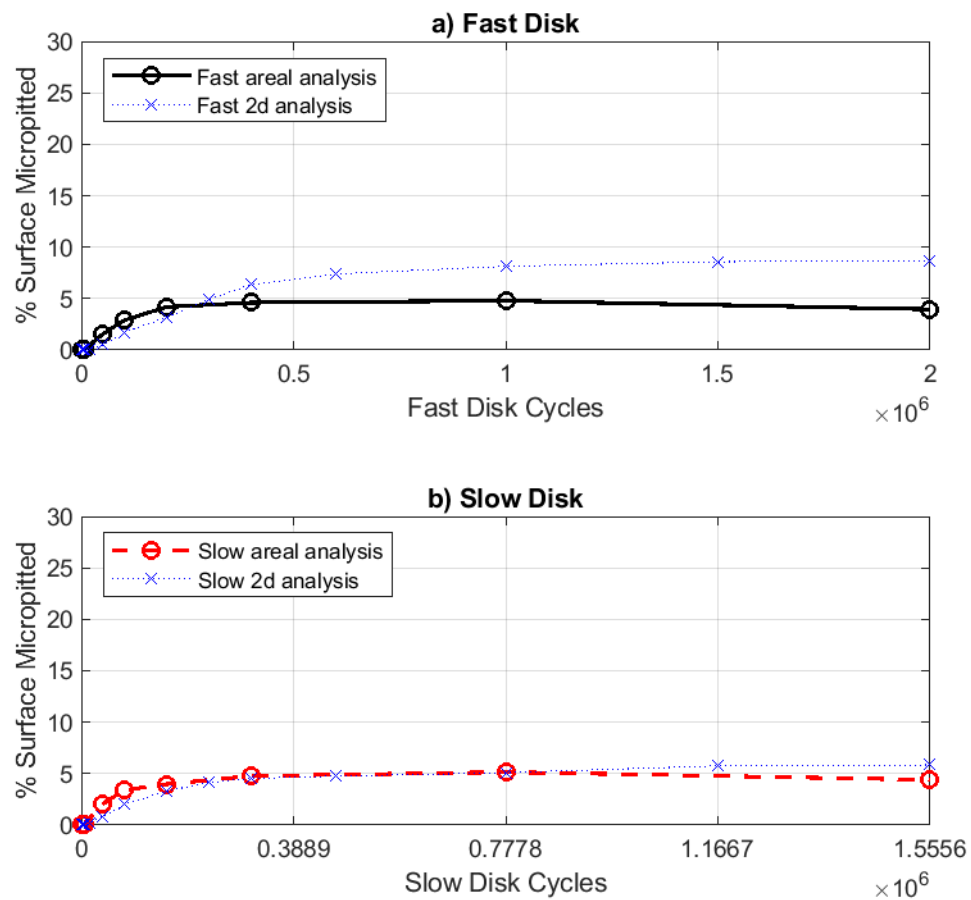 a) Fast Disk
30
25
20
15
10
5
0
% Surface Micropitted
Fast areal analysis
Fast 2d analysis
0 0.5 1 1.5 2
Fast Disk Cycles
×10^6
b) Slow Disk
30
25
20
15
10
5
0
% Surface Micropitted
Slow areal analysis
Slow 2d analysis
0 0.3889 0.7778 1.1667 1.5556
Slow Disk Cycles
×10^6